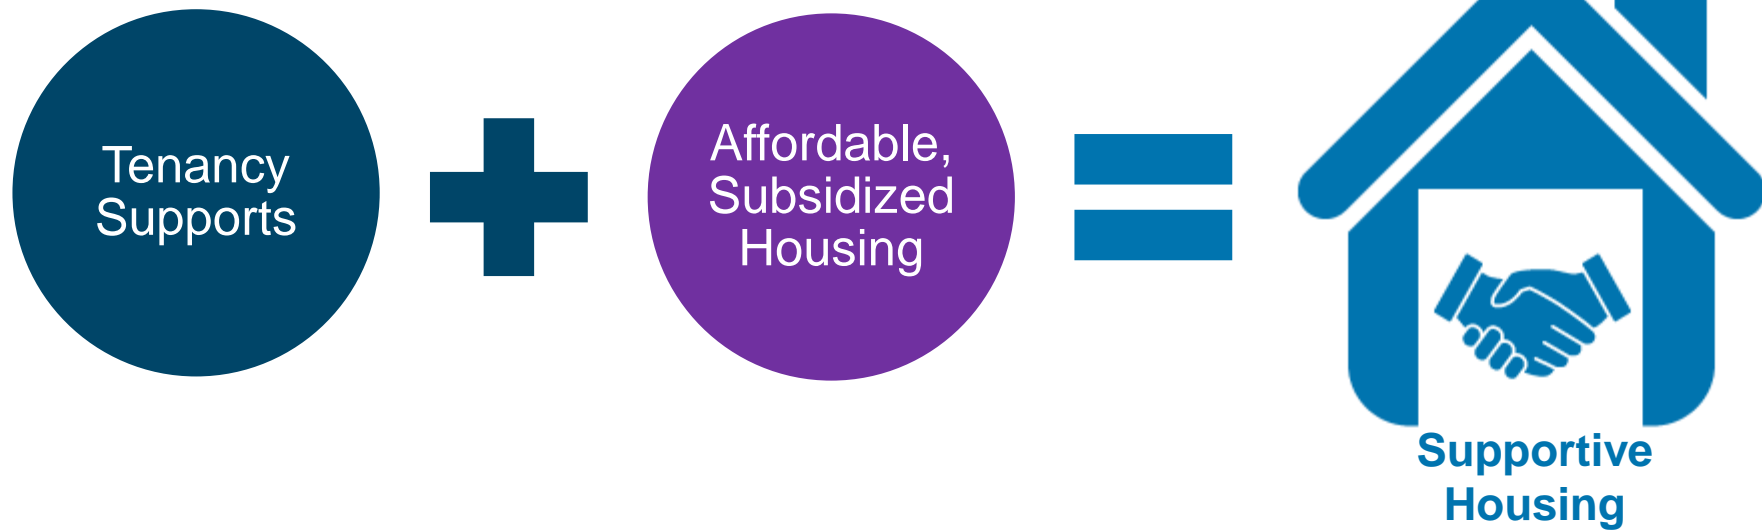 Tenancy
Supports
Affordable,
Subsidized
Housing
Supportive
Housing